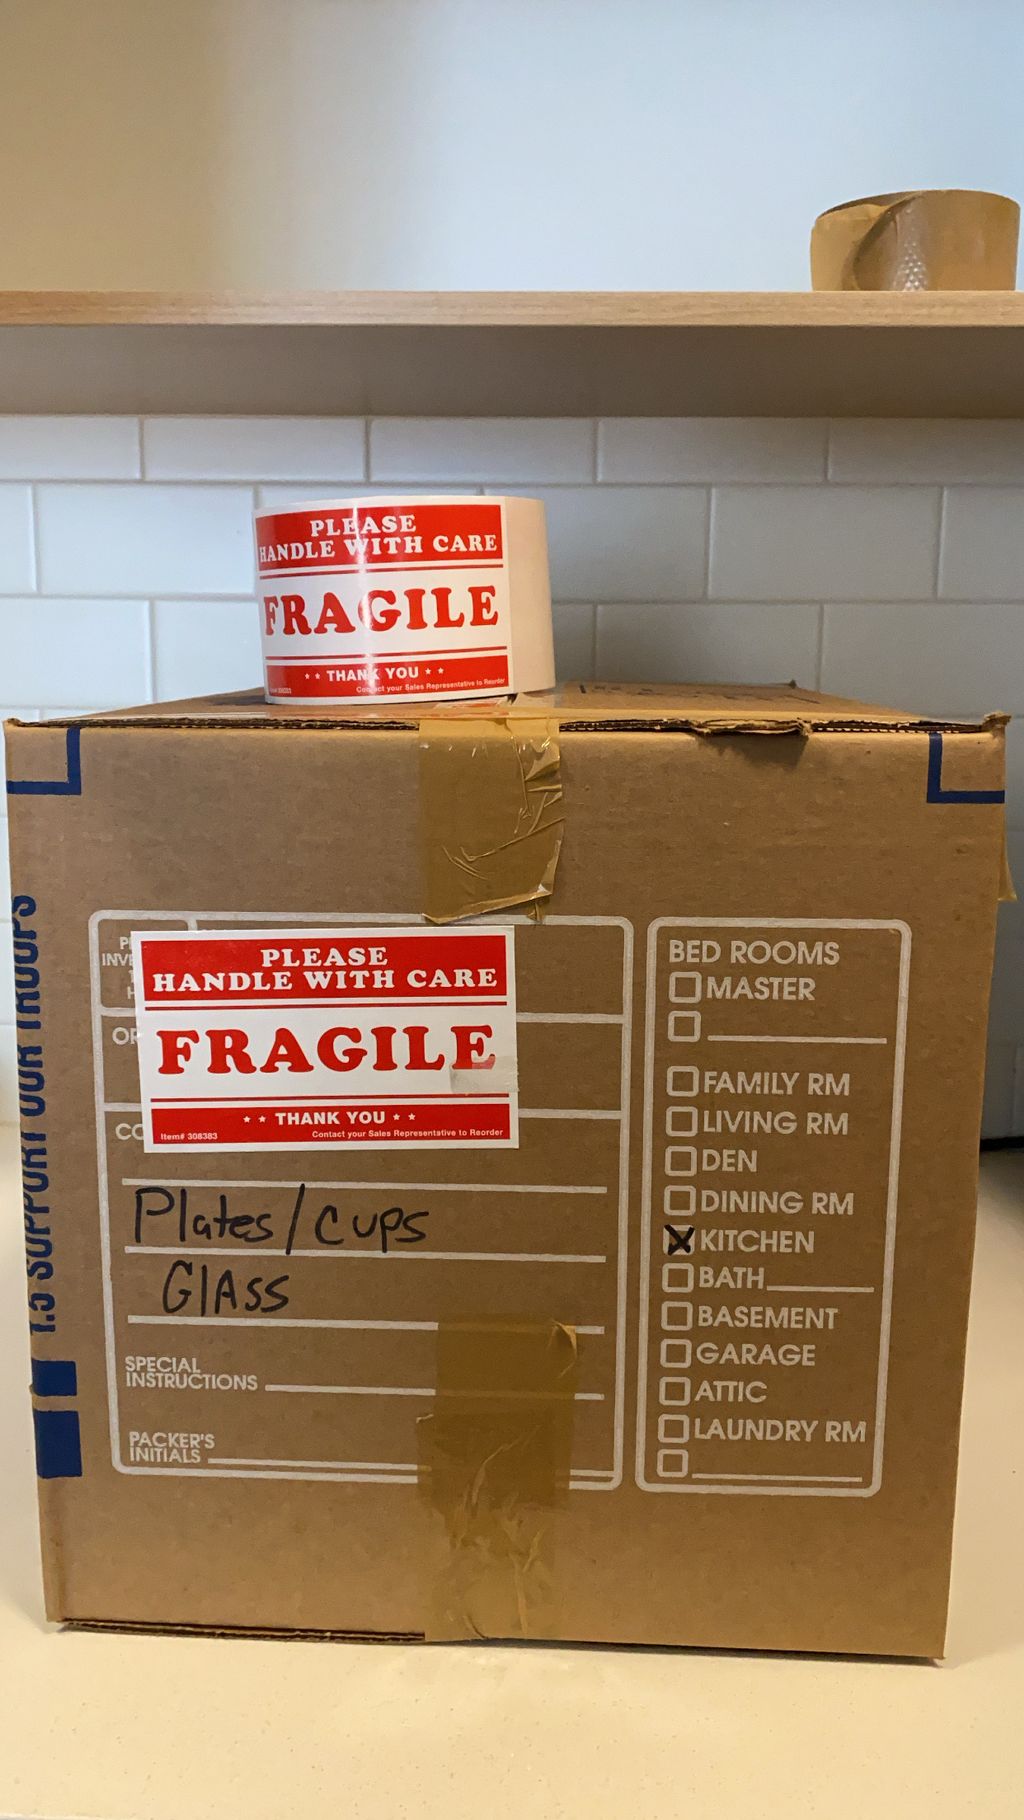 PLEASE
HANDLE WITH CARE
FRAGILE
** THANK YOU **
Contact your Sales Representative to Reorder
1.5 SUPPORT OUR TROOPS
PLEASE
HANDLE WITH CARE
FRAGILE
** THANK YOU **
Item# 308383 Contact your Sales Representative to Reorder
Plates/cups
GlASS
SPECIAL
INSTRUCTIONS
PACKER'S
INITIALS
BED ROOMS
MASTER
FAMILY RM
LIVING RM
DEN
DINING RM
KITCHEN
BATH
BASEMENT
GARAGE
ATTIC
LAUNDRY RM